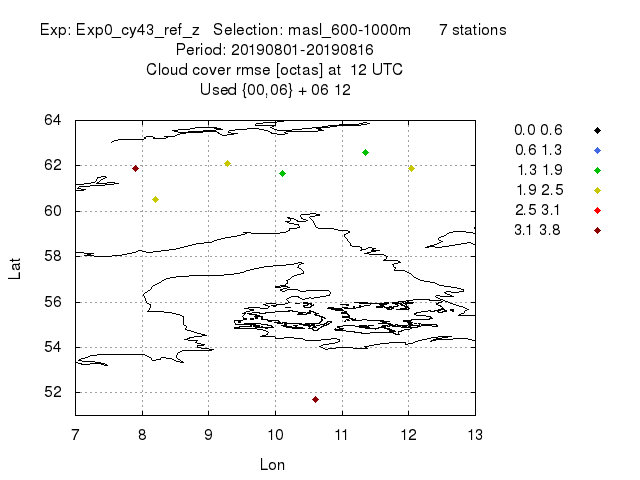 Exp: Exp0_cy43_ref_z   Selection: masl_600-1000m      7 stations
Period: 20190801-20190816
Cloud cover rmse [octas] at  12 UTC
Used {00,06} + 06 12
64
62
60
58
56
54
52
Lat
7 8 9 10 11 12 13
Lon
0.0 0.6
0.6 1.3
1.3 1.9
1.9 2.5
2.5 3.1
3.1 3.8